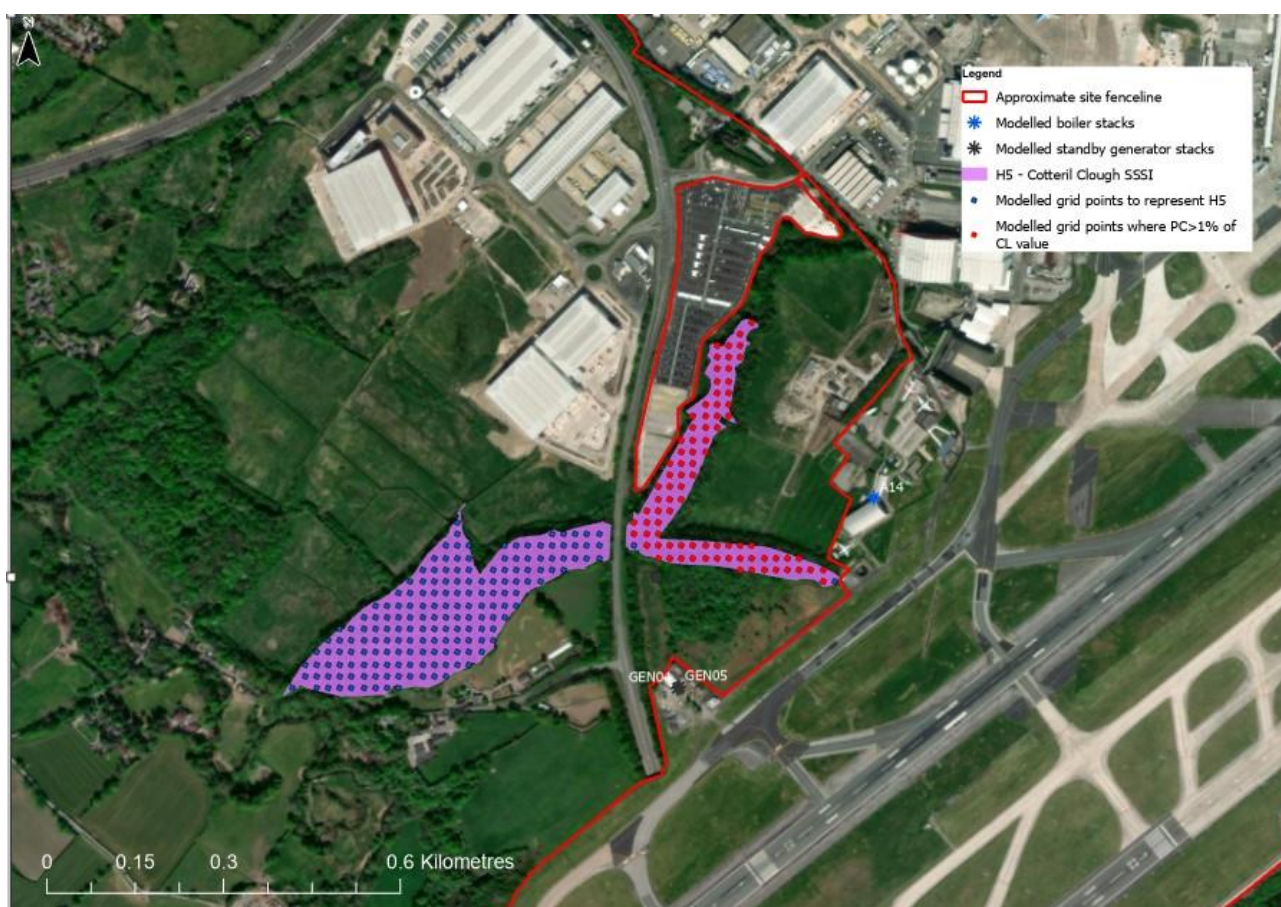 N
Legend
Approximate site fenceline
Modelled boiler stacks
Modelled standby generator stacks
H5 - Cotteril Clough SSSI
Modelled grid points to represent H5
Modelled grid points where PC>1% of
CL value
A14
GEN05
0 0.15 0.3 0.6 Kilometres